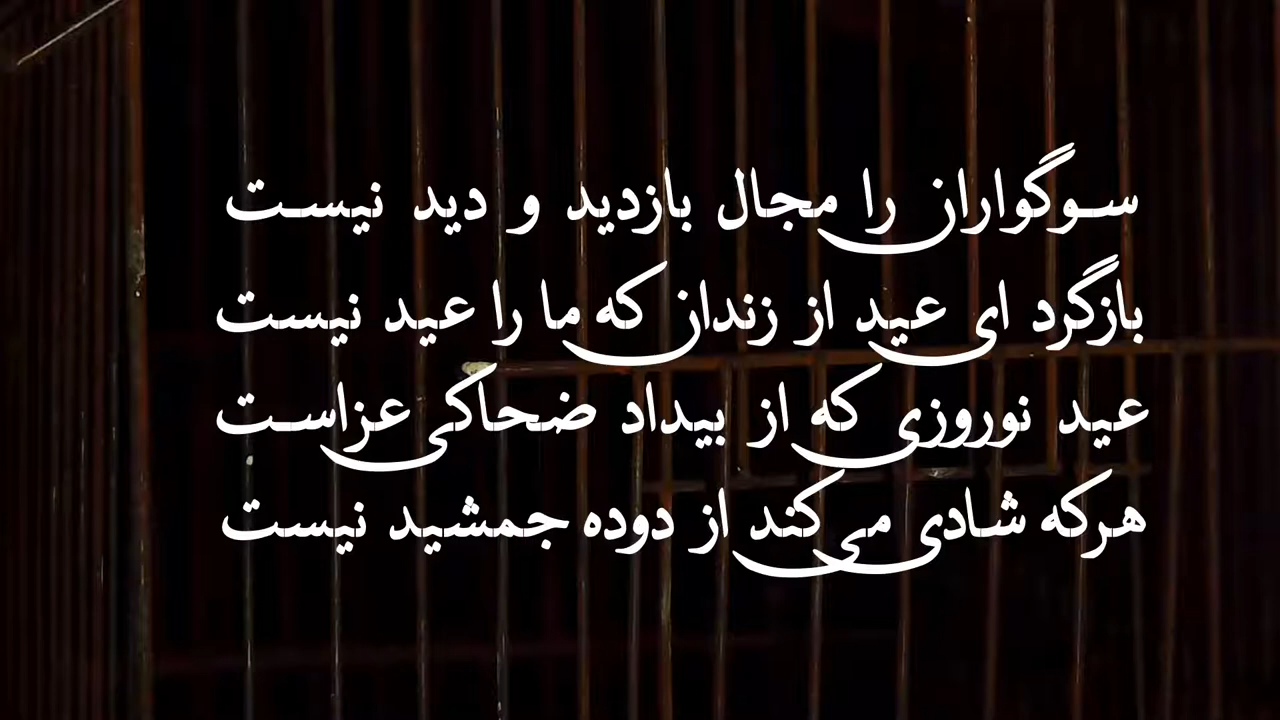 سوگواران را مجال بازدید و دید نیست
بازگرد ای عید از زندان که ما را عید نیست
عید نوروزی که از بیداد ضحاکی عزاست
هرکه شادی می‌کند از دوده جمشید نیست